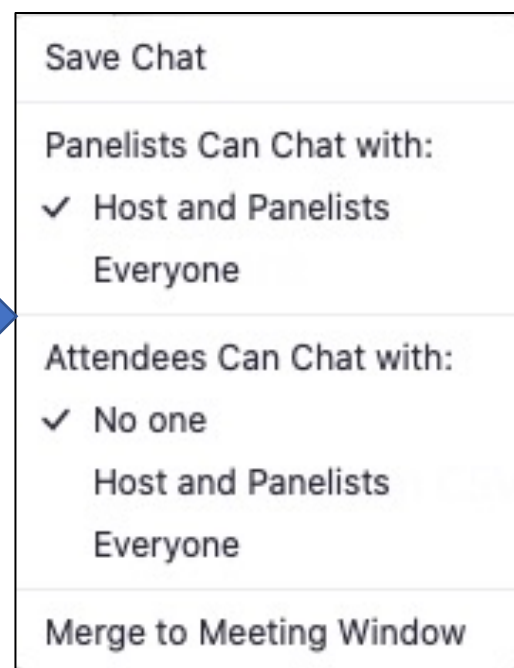 Save Chat
Panelists Can Chat with:
✓ Host and Panelists
Everyone
Attendees Can Chat with:
✓ No one
Host and Panelists
Everyone
Merge to Meeting Window